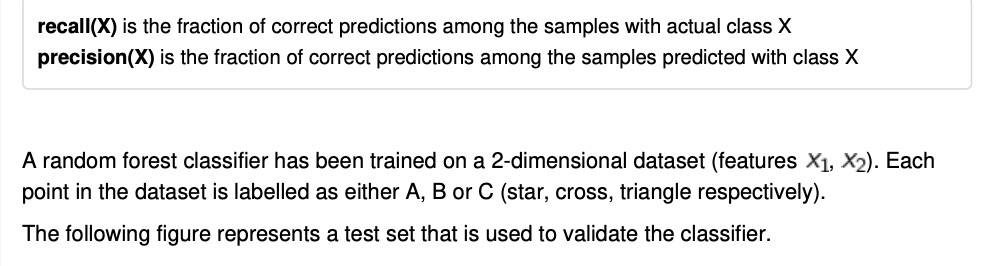 recall(X) is the fraction of correct predictions among the samples with actual class X
precision(X) is the fraction of correct predictions among the samples predicted with class X
A random forest classifier has been trained on a 2-dimensional dataset (features X₁, X₂). Each
point in the dataset is labelled as either A, B or C (star, cross, triangle respectively).
The following figure represents a test set that is used to validate the classifier.